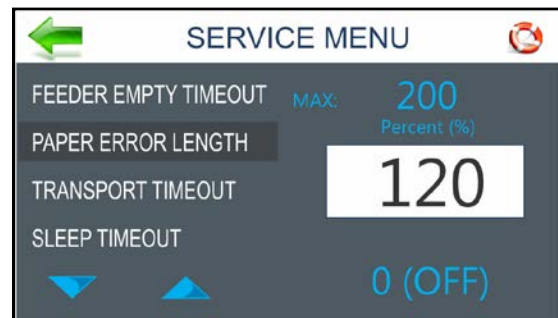 SERVICE MENU
FEEDER EMPTY TIMEOUT
PAPER ERROR LENGTH
TRANSPORT TIMEOUT
SLEEP TIMEOUT
MAX: 200
Percent (%)
120
0 (OFF)